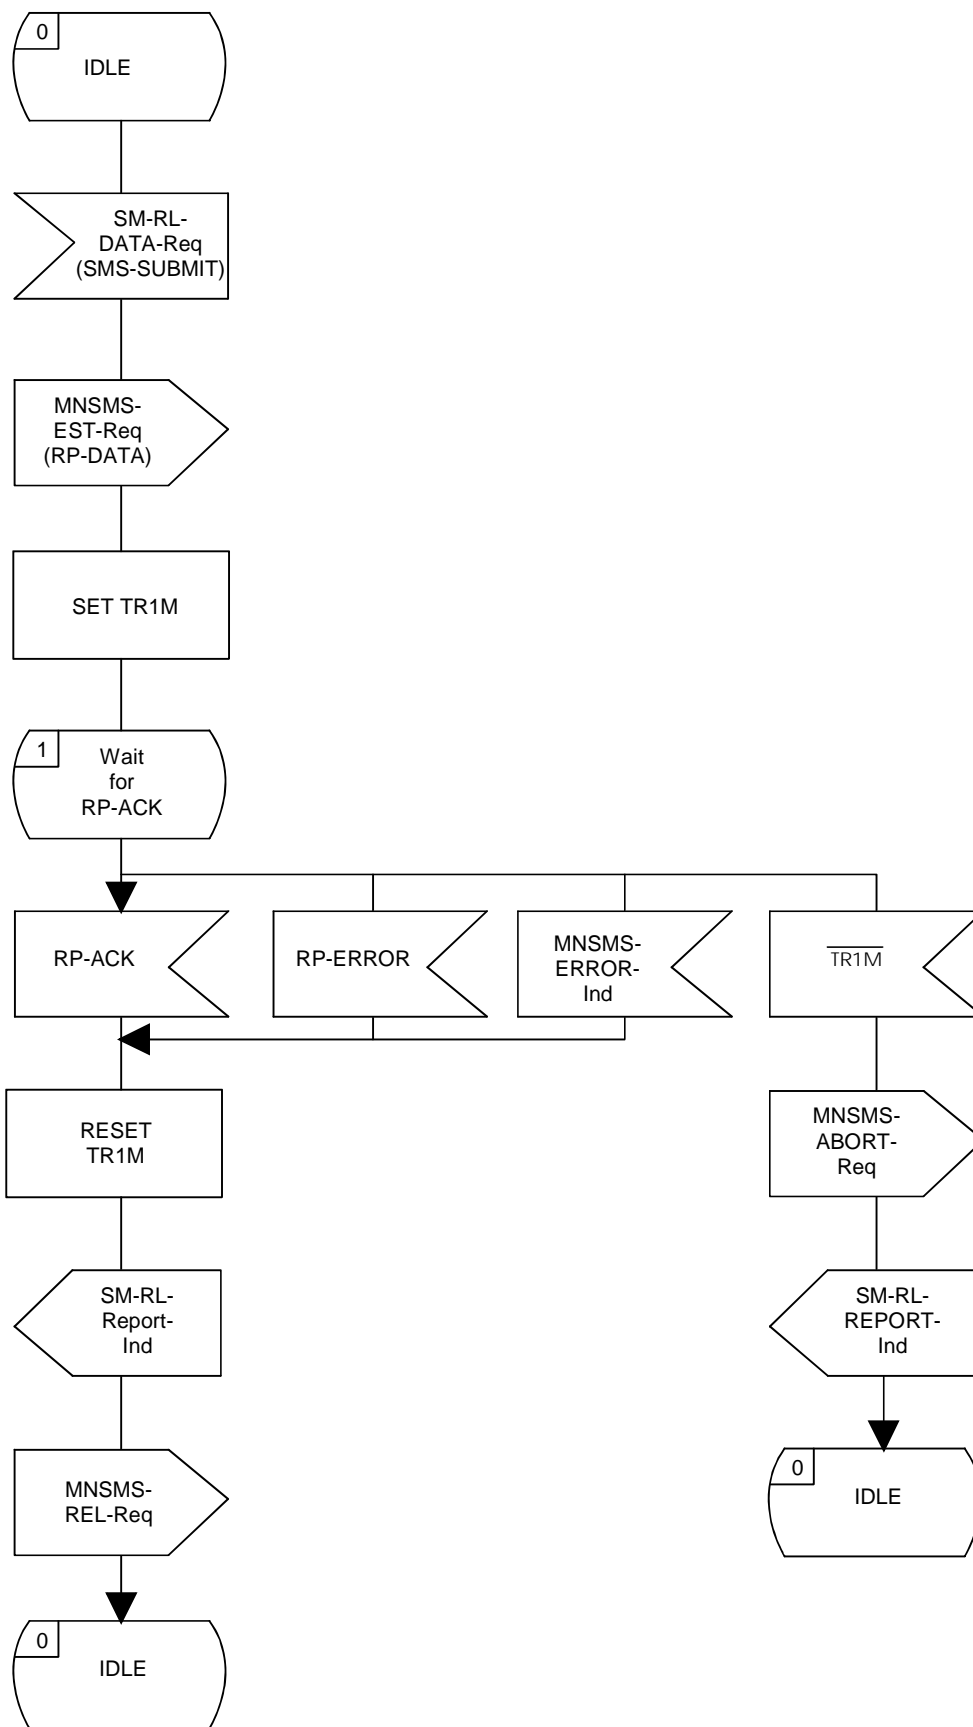 0
IDLE
SM-RL-
DATA-Req
(SMS-SUBMIT)
MNSMS-
EST-Req
(RP-DATA)
SET TR1M
1
Wait
for
RP-ACK
RP-ACK
RP-ERROR
MNSMS-
ERROR-
Ind
TR1M
RESET
TR1M
MNSMS-
ABORT-
Req
SM-RL-
Report-
Ind
SM-RL-
REPORT-
Ind
MNSMS-
REL-Req
0
IDLE
0
IDLE